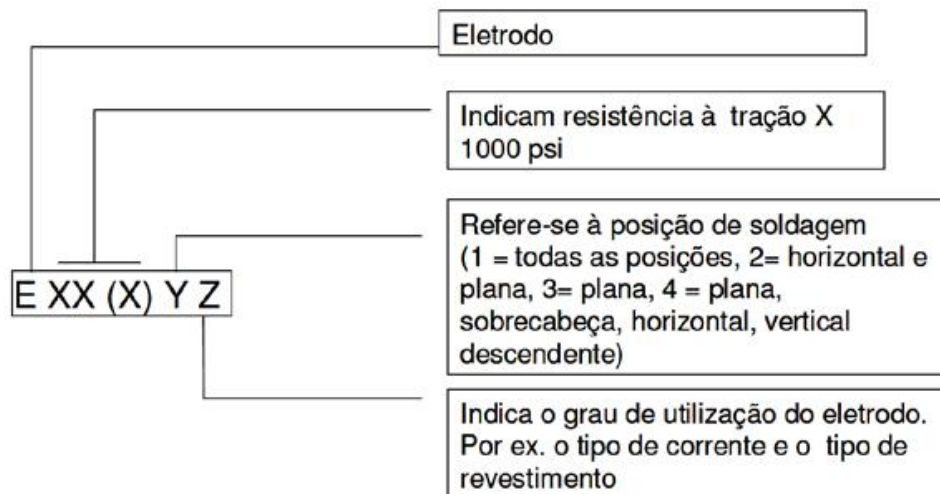 Eletrodo
Indicam resistência à tração X
1000 psi
Refere-se à posição de soldagem
(1 = todas as posições, 2= horizontal e
plana, 3= plana, 4 = plana,
sobrecabeça, horizontal, vertical
descendente)
E XX (X) Y Z
Indica o grau de utilização do eletrodo.
Por ex. o tipo de corrente e o tipo de
revestimento